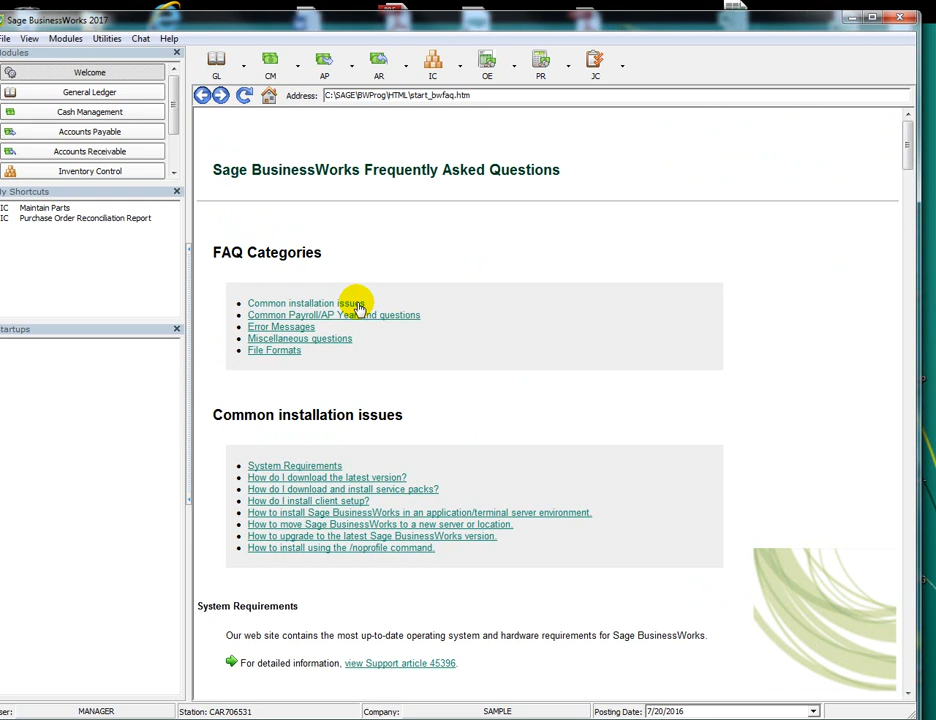 Sage BusinessWorks 2017
File View Modules Utilities Chat Help
Modules
Welcome
General Ledger
Cash Management
Accounts Payable
Accounts Receivable
Inventory Control
My Shortcuts
IC Maintain Parts
IC Purchase Order Reconciliation Report
Startups
GL CM AP AR IC OE PR JC
Address: C:\SAGE\BWProg\HTML\start_bwfaq.htm
Sage BusinessWorks Frequently Asked Questions
FAQ Categories
Common installation issues
Common Payroll/AP Year end questions
Error Messages
Miscellaneous questions
File Formats
Common installation issues
System Requirements
How do I download the latest version?
How do I download and install service packs?
How do I install client setup?
How to install Sage BusinessWorks in an application/terminal server environment.
How to move Sage BusinessWorks to a new server or location.
How to upgrade to the latest Sage BusinessWorks version.
How to install using the /noprofile command.
System Requirements
Our web site contains the most up-to-date operating system and hardware requirements for Sage BusinessWorks.
For detailed information, view Support article 45396.
User: MANAGER Station: CAR706531 Company: SAMPLE Posting Date: 7/20/2016